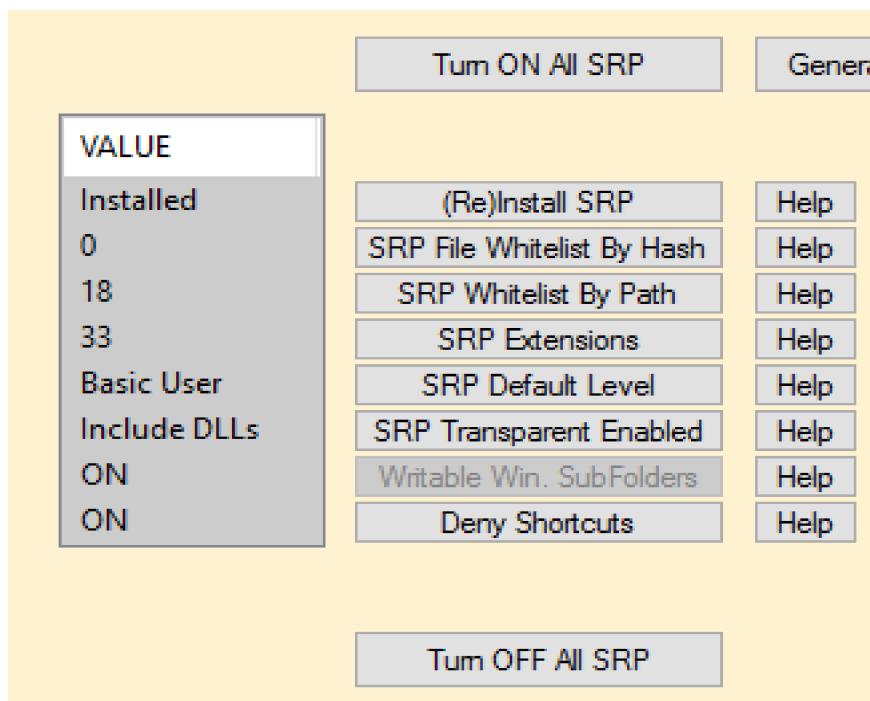 Turn ON All SRP Genera
VALUE
Installed (Re)Install SRP Help
0 SRP File Whitelist By Hash Help
18 SRP Whitelist By Path Help
33 SRP Extensions Help
Basic User SRP Default Level Help
Include DLLs SRP Transparent Enabled Help
ON Writable Win. SubFolders Help
ON Deny Shortcuts Help
Turn OFF All SRP